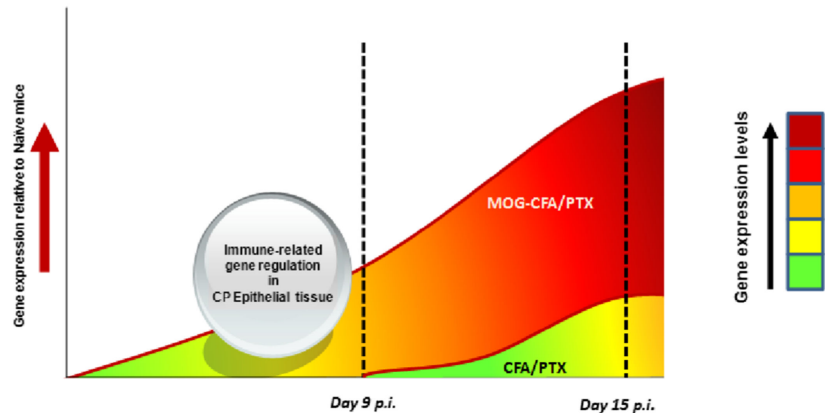 Gene expression relative to Naïve mice
Immune-related
gene regulation
in
CP Epithelial tissue
MOG-CFA/PTX
CFA/PTX
Day 9 p.i.
Day 15 p.i.
Gene expression levels